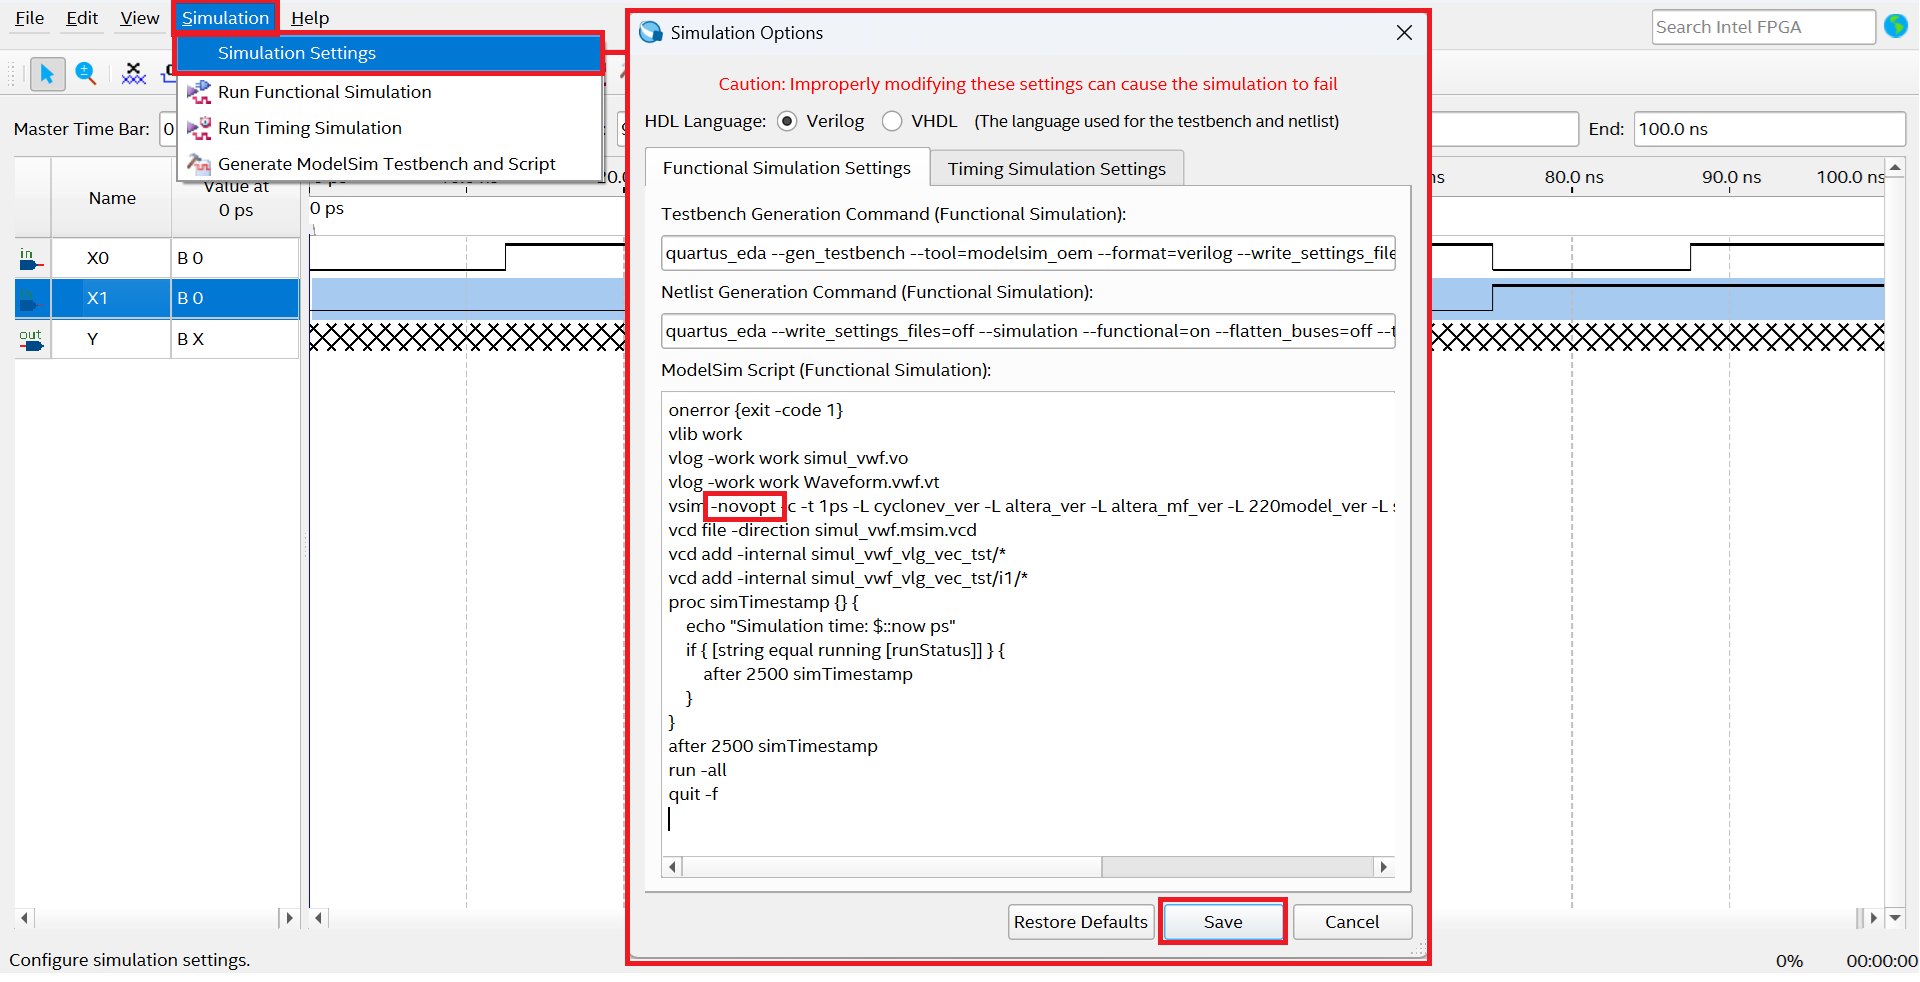 File Edit View Simulation Help
Search Intel FPGA
Simulation Settings
Run Functional Simulation
Run Timing Simulation
Generate ModelSim Testbench and Script
Master Time Bar: 0
End: 100.0 ns
Name
Value at
0 ps
80.0 ns 90.0 ns 100.0 ns
0 ps
in X0 B 0
in X1 B 0
out Y B X
Simulation Options
Caution: Improperly modifying these settings can cause the simulation to fail
HDL Language: Verilog VHDL (The language used for the testbench and netlist)
Functional Simulation Settings Timing Simulation Settings
Testbench Generation Command (Functional Simulation):
quartus_eda --gen_testbench --tool=modelsim_oem --format=verilog --write_settings_file
Netlist Generation Command (Functional Simulation):
quartus_eda --write_settings_files=off --simulation --functional=on --flatten_buses=off --t
ModelSim Script (Functional Simulation):
onerror {exit -code 1}
vlib work
vlog -work work simul_vwf.vo
vlog -work work Waveform.vwf.vt
vsim -novopt -c -t 1ps -L cyclonev_ver -L altera_ver -L altera_mf_ver -L 220model_ver -L s
vcd file -direction simul_vwf.msim.vcd
vcd add -internal simul_vwf_vlg_vec_tst/*
vcd add -internal simul_vwf_vlg_vec_tst/i1/*
proc simTimestamp {} {
echo "Simulation time: $::now ps"
if { [string equal running [runStatus]] } {
after 2500 simTimestamp
}
}
after 2500 simTimestamp
run -all
quit -f
Restore Defaults Save Cancel
Configure simulation settings.
0% 00:00:00